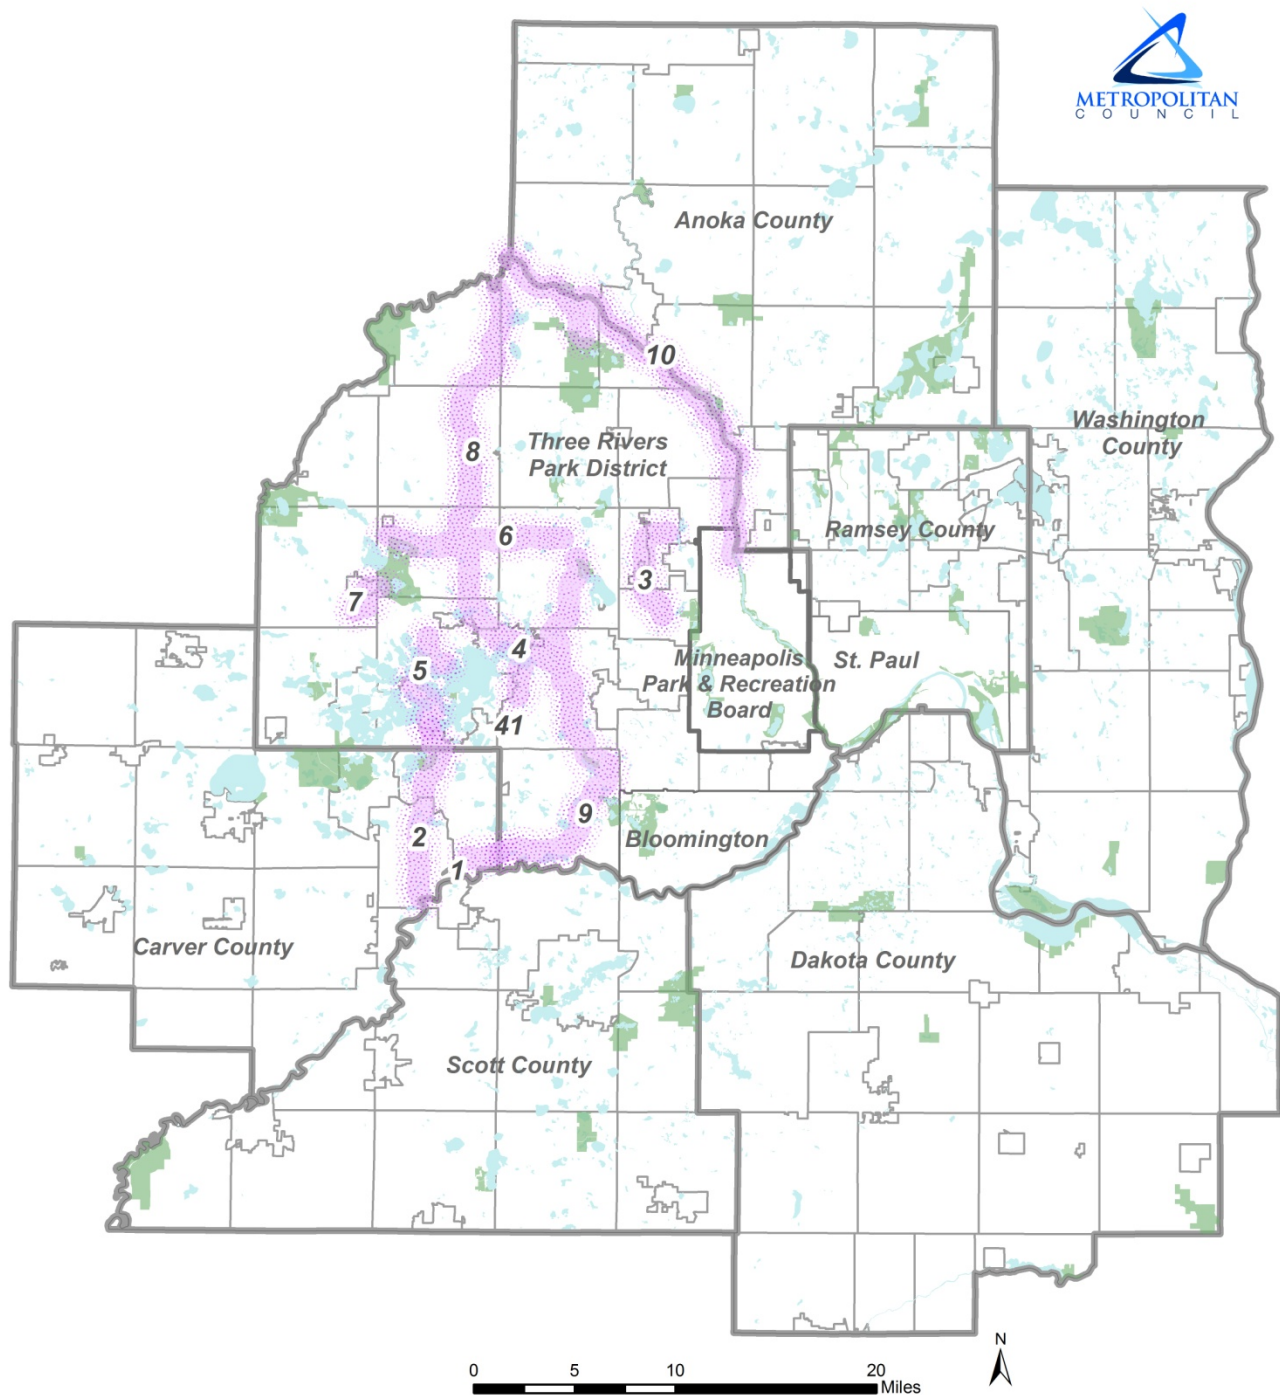 METROPOLITAN
COUNCIL
Anoka County
10
Washington
County
Three Rivers
Park District
8
Ramsey County
6
3
7
4
Minneapolis
Park & Recreation
Board
St. Paul
5
41
9
2
Bloomington
1
Carver County
Dakota County
Scott County
N
0 5 10 20
Miles